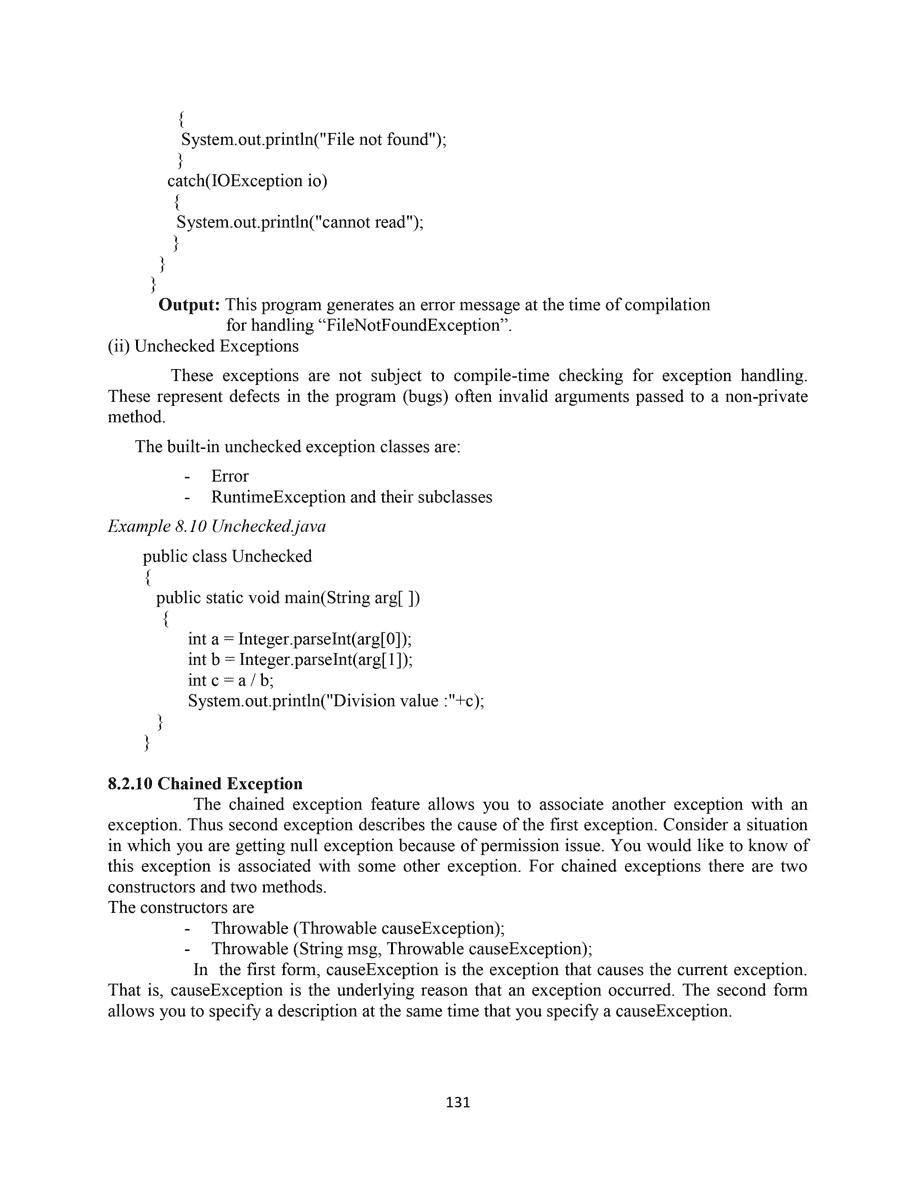 {
System.out.println("File not found");
}
catch(IOException io)
{
System.out.println("cannot read");
}
}
}
Output: This program generates an error message at the time of compilation
for handling “FileNotFoundException”.
(ii) Unchecked Exceptions
These exceptions are not subject to compile-time checking for exception handling.
These represent defects in the program (bugs) often invalid arguments passed to a non-private
method.
The built-in unchecked exception classes are:
- Error
- RuntimeException and their subclasses
Example 8.10 Unchecked.java
public class Unchecked
{
public static void main(String arg[ ])
{
int a = Integer.parseInt(arg[0]);
int b = Integer.parseInt(arg[1]);
int c = a / b;
System.out.println("Division value :"+c);
}
}
8.2.10 Chained Exception
The chained exception feature allows you to associate another exception with an
exception. Thus second exception describes the cause of the first exception. Consider a situation
in which you are getting null exception because of permission issue. You would like to know of
this exception is associated with some other exception. For chained exceptions there are two
constructors and two methods.
The constructors are
- Throwable (Throwable causeException);
- Throwable (String msg, Throwable causeException);
In the first form, causeException is the exception that causes the current exception.
That is, causeException is the underlying reason that an exception occurred. The second form
allows you to specify a description at the same time that you specify a causeException.
131